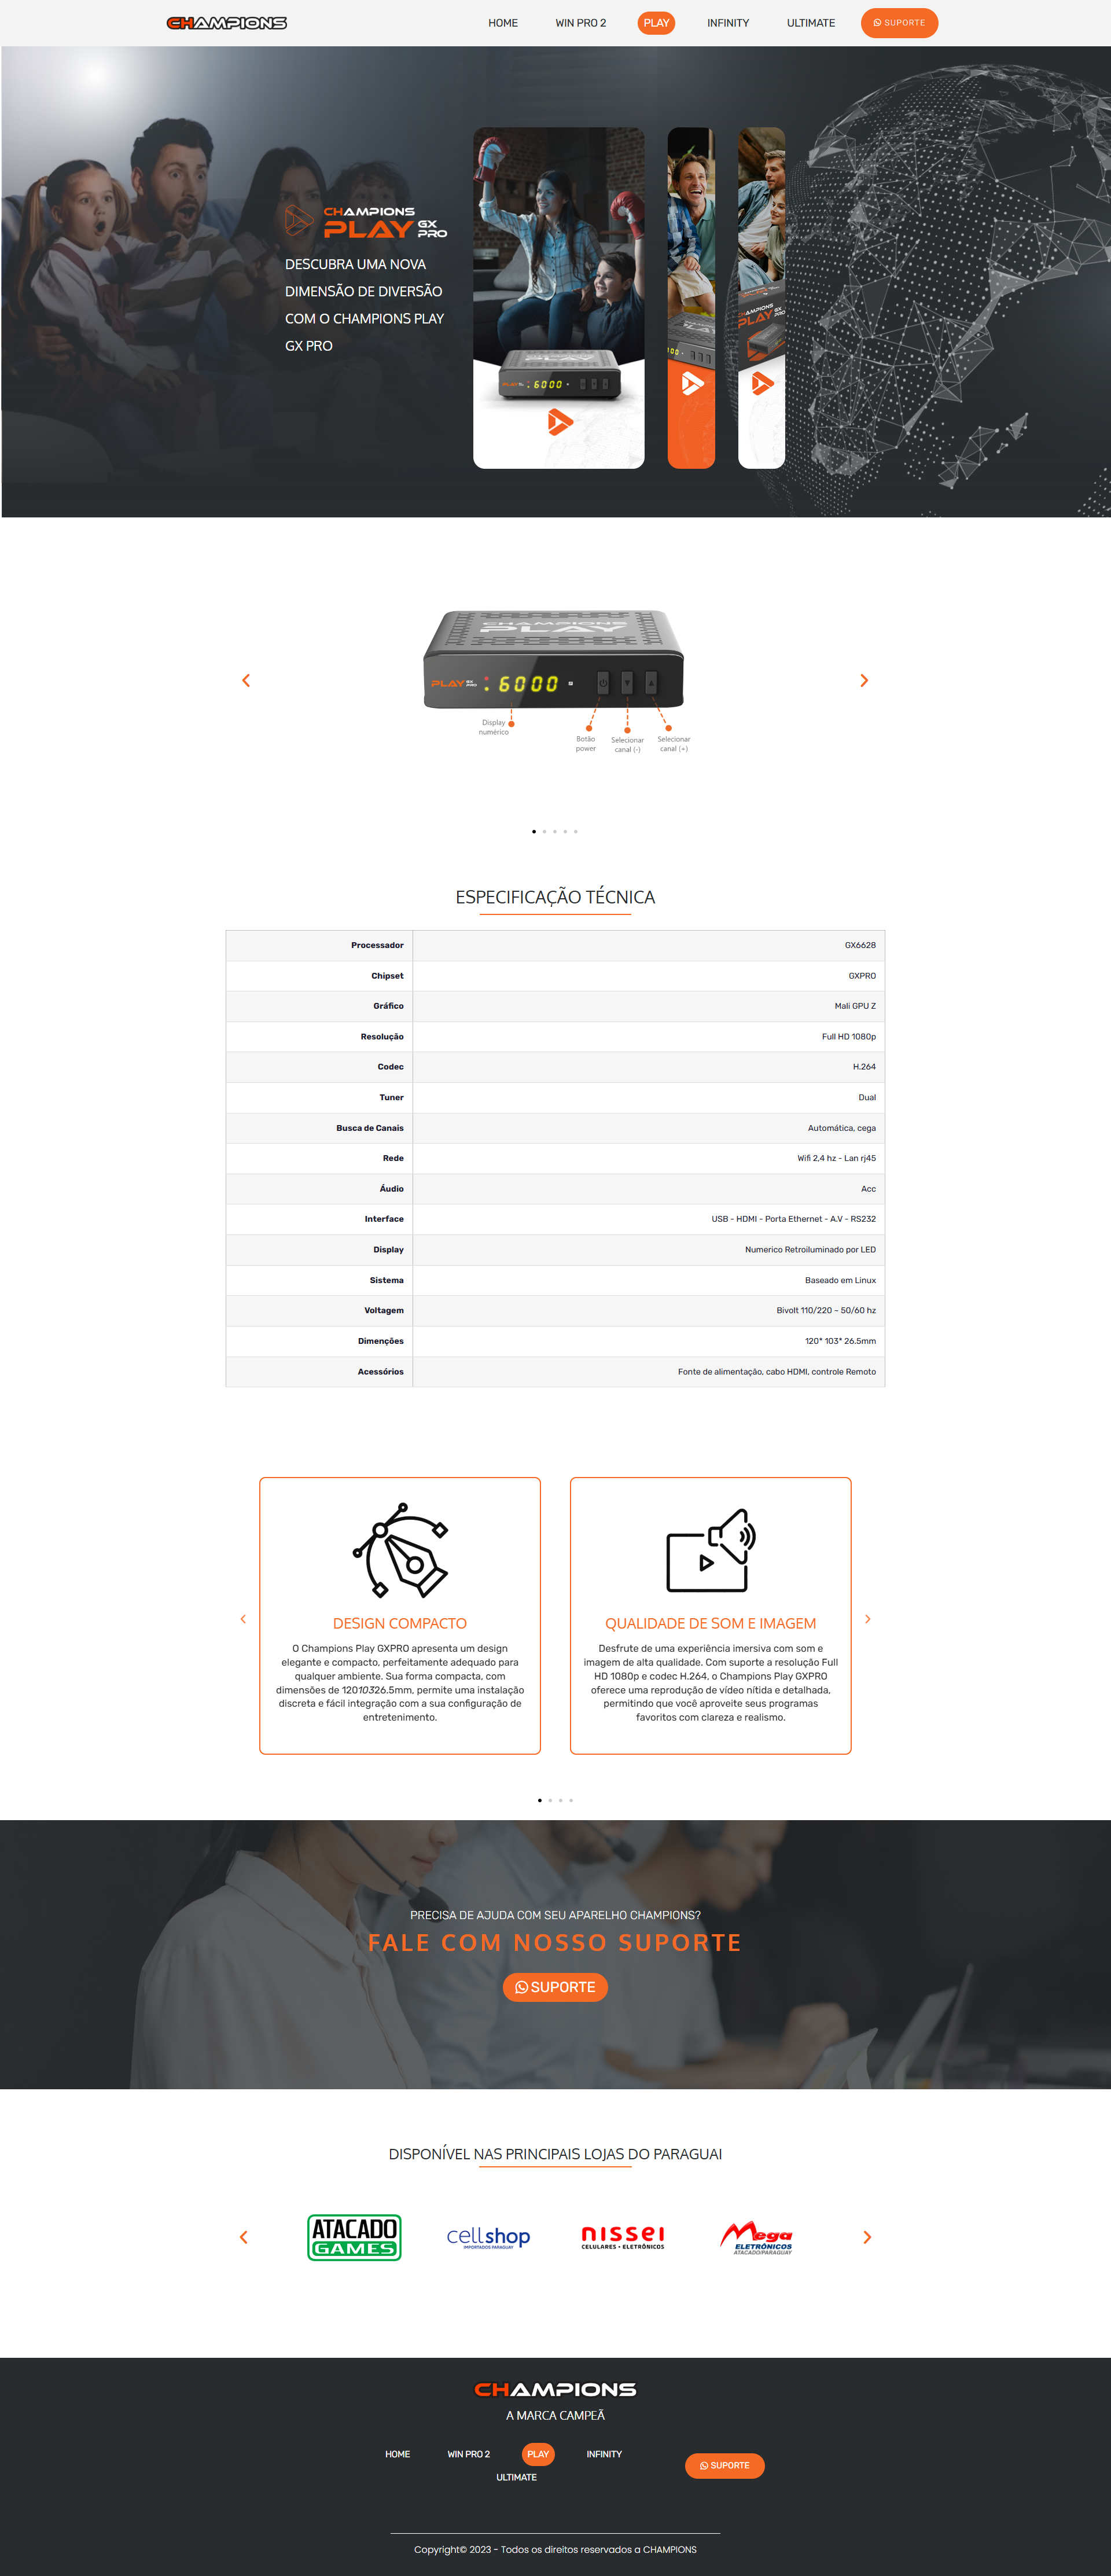 CHAMPIONS
HOME WIN PRO 2 PLAY INFINITY ULTIMATE SUPORTE
CHAMPIONS
PLAY GX PRO
DESCUBRA UMA NOVA
DIMENSÃO DE DIVERSÃO
COM O CHAMPIONS PLAY
GX PRO
PLAY 6000
CHAMPIONS
PLAY GX PRO
CHAMPIONS
PLAY
PLAY GX PRO 6000
Display
numérico
Botão
power
Selecionar
canal (-)
Selecionar
canal (+)
ESPECIFICAÇÃO TÉCNICA
Processador GX6628
Chipset GXPRO
Gráfico Mali GPU Z
Resolução Full HD 1080p
Codec H.264
Tuner Dual
Busca de Canais Automática, cega
Rede Wifi 2,4 hz - Lan rj45
Áudio Acc
Interface USB - HDMI - Porta Ethernet - A.V - RS232
Display Numerico Retroiluminado por LED
Sistema Baseado em Linux
Voltagem Bivolt 110/220 ~ 50/60 hz
Dimenções 120* 103* 26.5mm
Acessórios Fonte de alimentação, cabo HDMI, controle Remoto
DESIGN COMPACTO
O Champions Play GXPRO apresenta um design
elegante e compacto, perfeitamente adequado para
qualquer ambiente. Sua forma compacta, com
dimensões de 12010326.5mm, permite uma instalação
discreta e fácil integração com a sua configuração de
entretenimento.
QUALIDADE DE SOM E IMAGEM
Desfrute de uma experiência imersiva com som e
imagem de alta qualidade. Com suporte a resolução Full
HD 1080p e codec H.264, o Champions Play GXPRO
oferece uma reprodução de vídeo nítida e detalhada,
permitindo que você aproveite seus programas
favoritos com clareza e realismo.
PRECISA DE AJUDA COM SEU APARELHO CHAMPIONS?
FALE COM NOSSO SUPORTE
SUPORTE
DISPONÍVEL NAS PRINCIPAIS LOJAS DO PARAGUAI
ATACADO
GAMES
cellshop
IMPORTADOS PARAGUAY
nissei
CELULARES • ELETRÔNICOS
Mega
ELETRÔNICOS
ATACADO/PARAGUAY
CHAMPIONS
A MARCA CAMPEÃ
HOME WIN PRO 2 PLAY INFINITY
ULTIMATE
SUPORTE
Copyright© 2023 - Todos os direitos reservados a CHAMPIONS